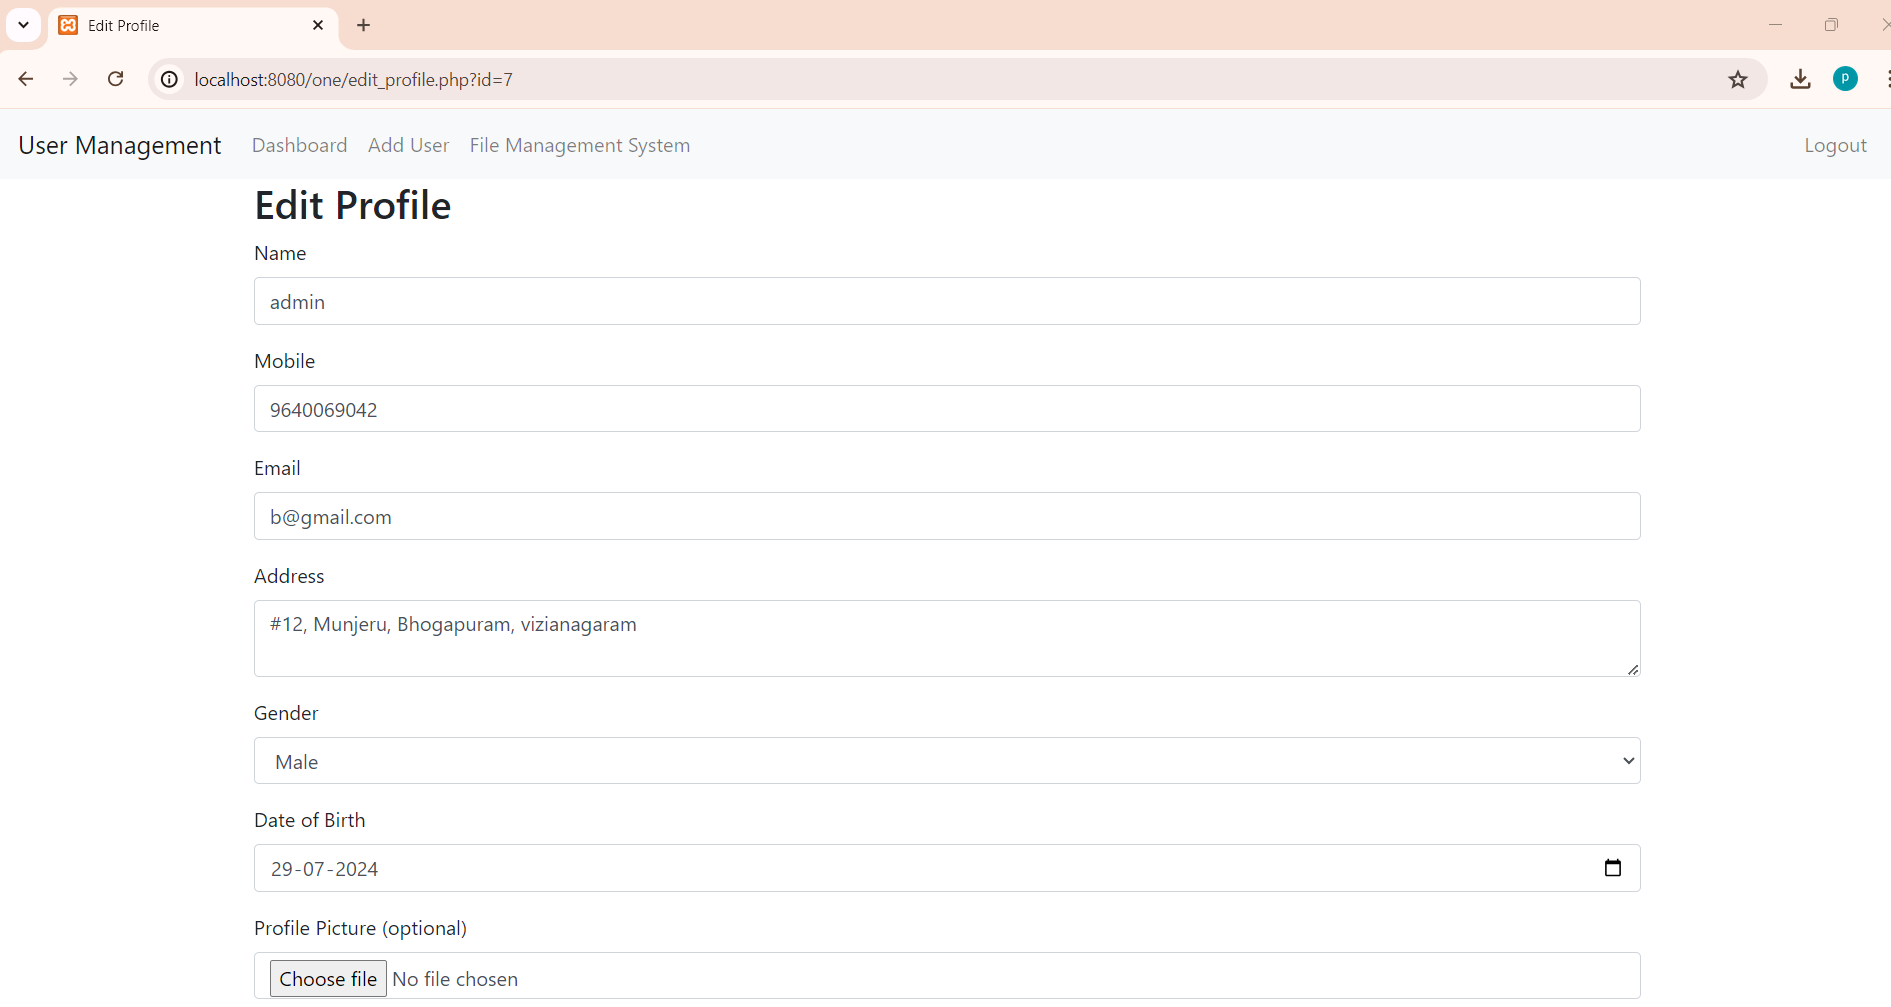 Edit Profile
localhost:8080/one/edit_profile.php?id=7
P
User Management Dashboard Add User File Management System Logout
Edit Profile
Name
admin
Mobile
9640069042
Email
b@gmail.com
Address
#12, Munjeru, Bhogapuram, vizianagaram
Gender
Male
Date of Birth
29-07-2024
Profile Picture (optional)
Choose file No file chosen